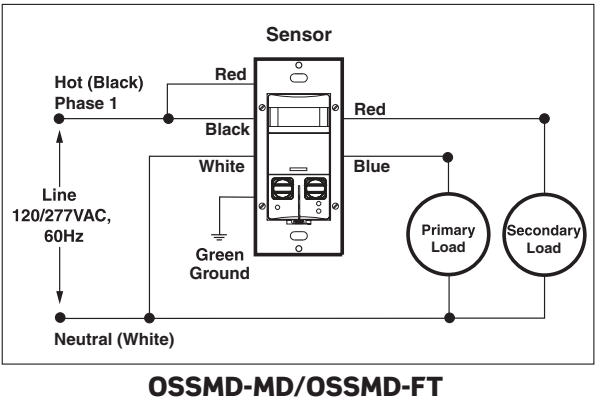 Sensor
Hot (Black)
Phase 1
Red
Black
White
Green
Ground
Red
Blue
Line
120/277VAC,
60Hz
Primary
Load
Secondary
Load
Neutral (White)
OSSMD-MD/OSSMD-FT